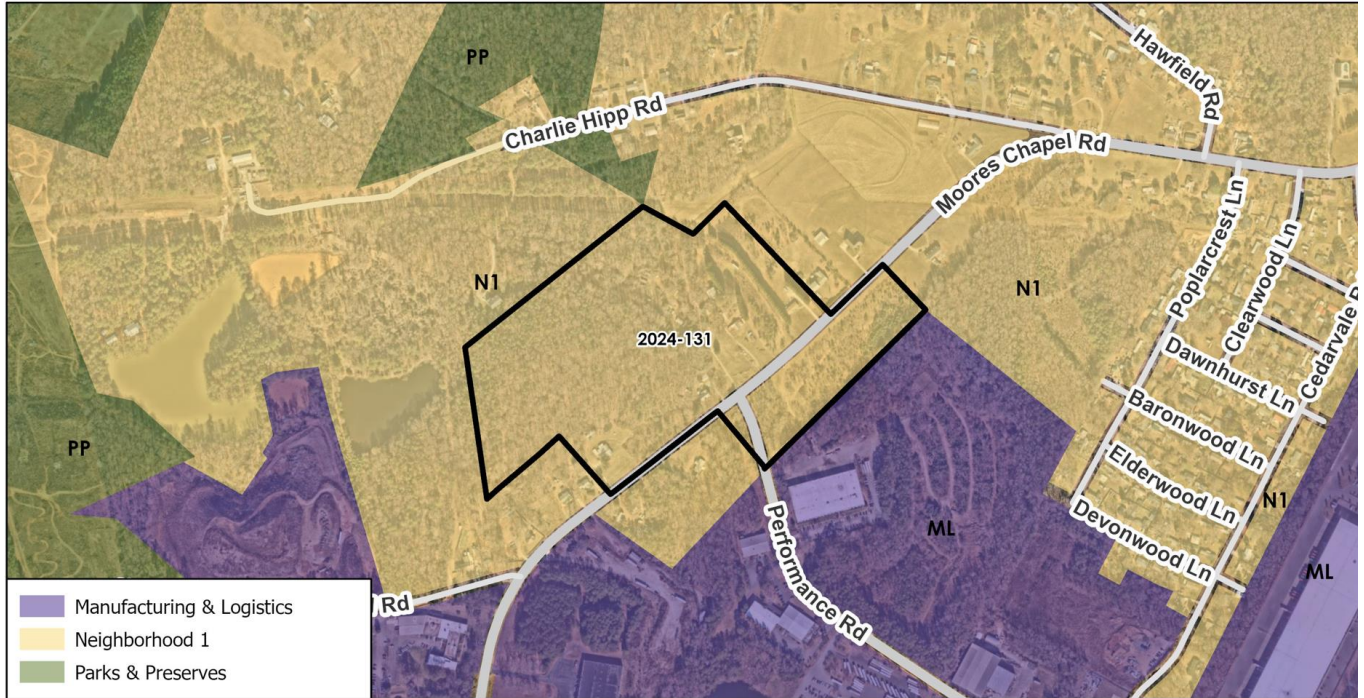 PP
Hawfield Rd
Charlie Hipp Rd
Moores Chapel Rd
N1
N1
2024-131
Poplarcrest Ln
Clearwood Ln
Cedarvale
Dawnhurst Ln
Baronwood Ln
Elderwood Ln
Devonwood Ln
PP
N1
ML
ML
Performance Rd
Rd
Manufacturing & Logistics
Neighborhood 1
Parks & Preserves